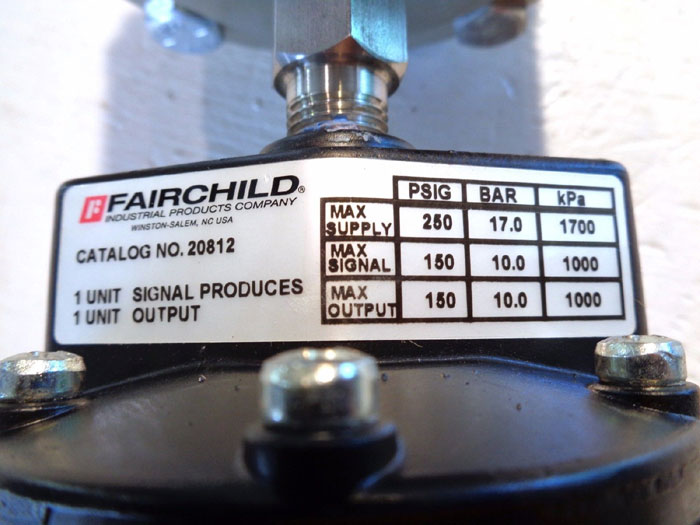 FAIRCHILD®
INDUSTRIAL PRODUCTS COMPANY
WINSTON-SALEM, NC USA
CATALOG NO. 20812
1 UNIT SIGNAL PRODUCES
1 UNIT OUTPUT
PSIG BAR kPa
MAX SUPPLY 250 17.0 1700
MAX SIGNAL 150 10.0 1000
MAX OUTPUT 150 10.0 1000